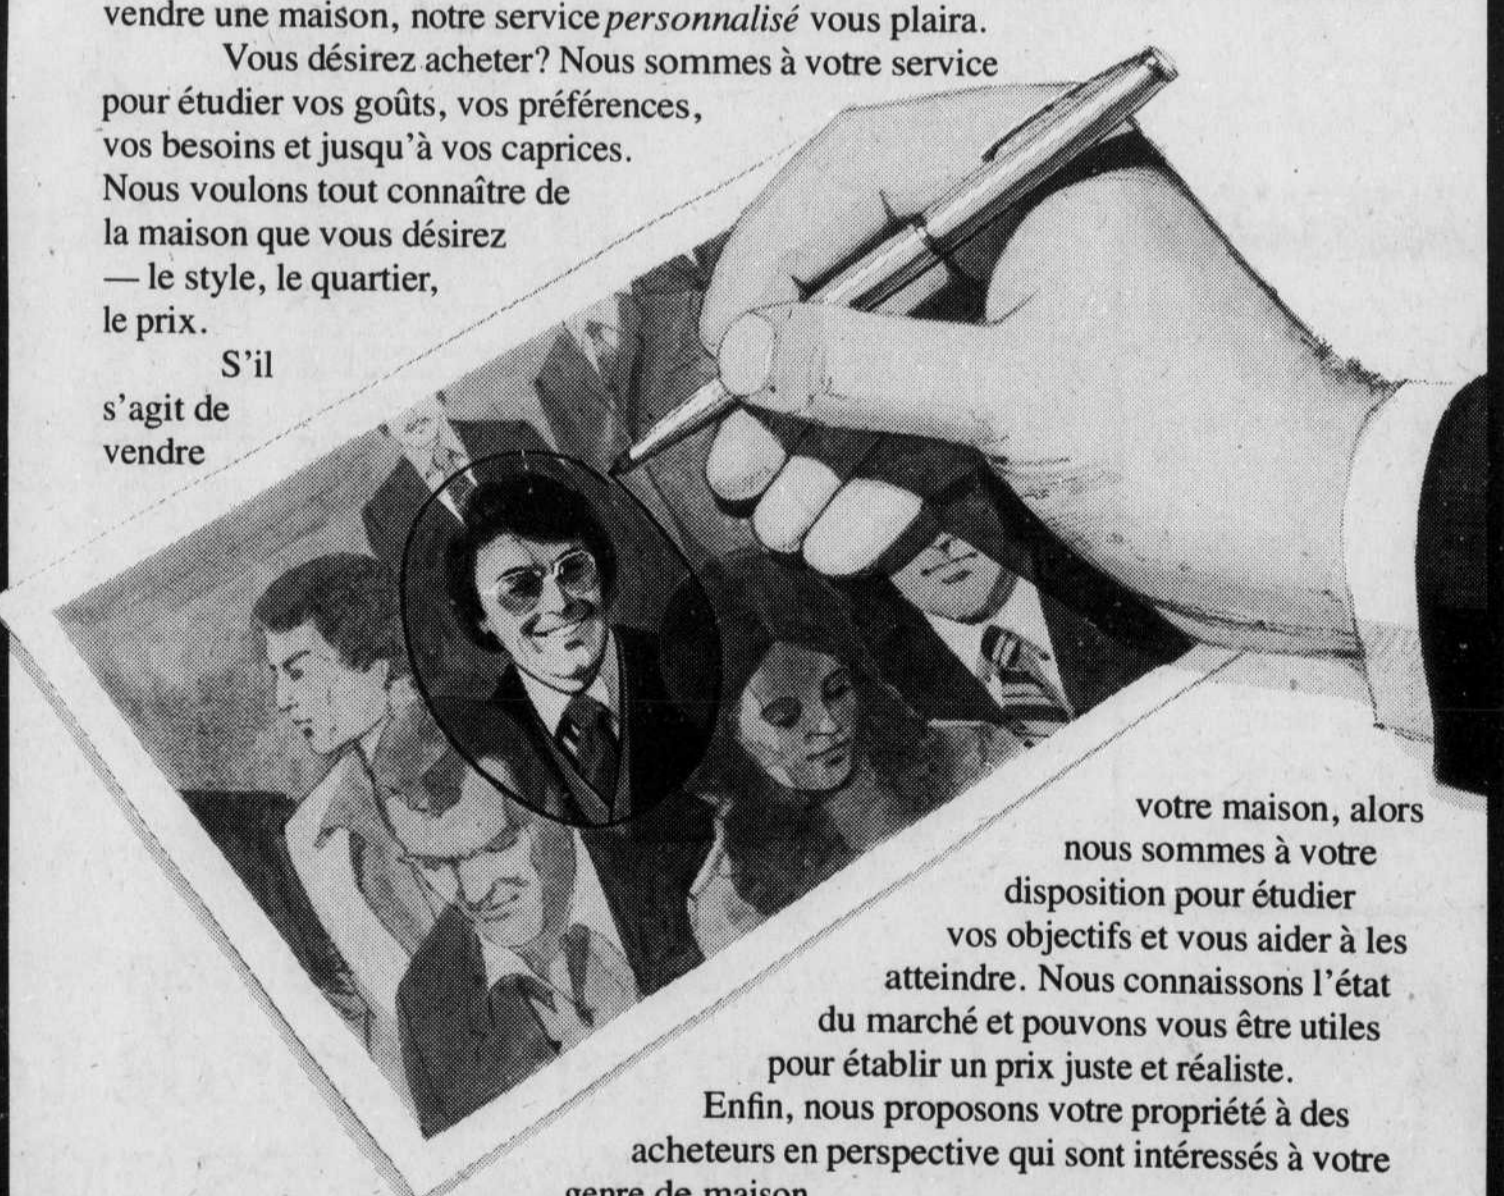 vendre une maison, notre service personnalisé vous plaira.
Vous désirez acheter? Nous sommes à votre service
pour étudier vos goûts, vos préférences,
vos besoins et jusqu'à vos caprices.
Nous voulons tout connaître de
la maison que vous désirez
— le style, le quartier,
le prix.
S'il
s'agit de
vendre
votre maison, alors
nous sommes à votre
disposition pour étudier
vos objectifs et vous aider à les
atteindre. Nous connaissons l'état
du marché et pouvons vous être utiles
pour établir un prix juste et réaliste.
Enfin, nous proposons votre propriété à des
acheteurs en perspective qui sont intéressés à votre
genre de maison